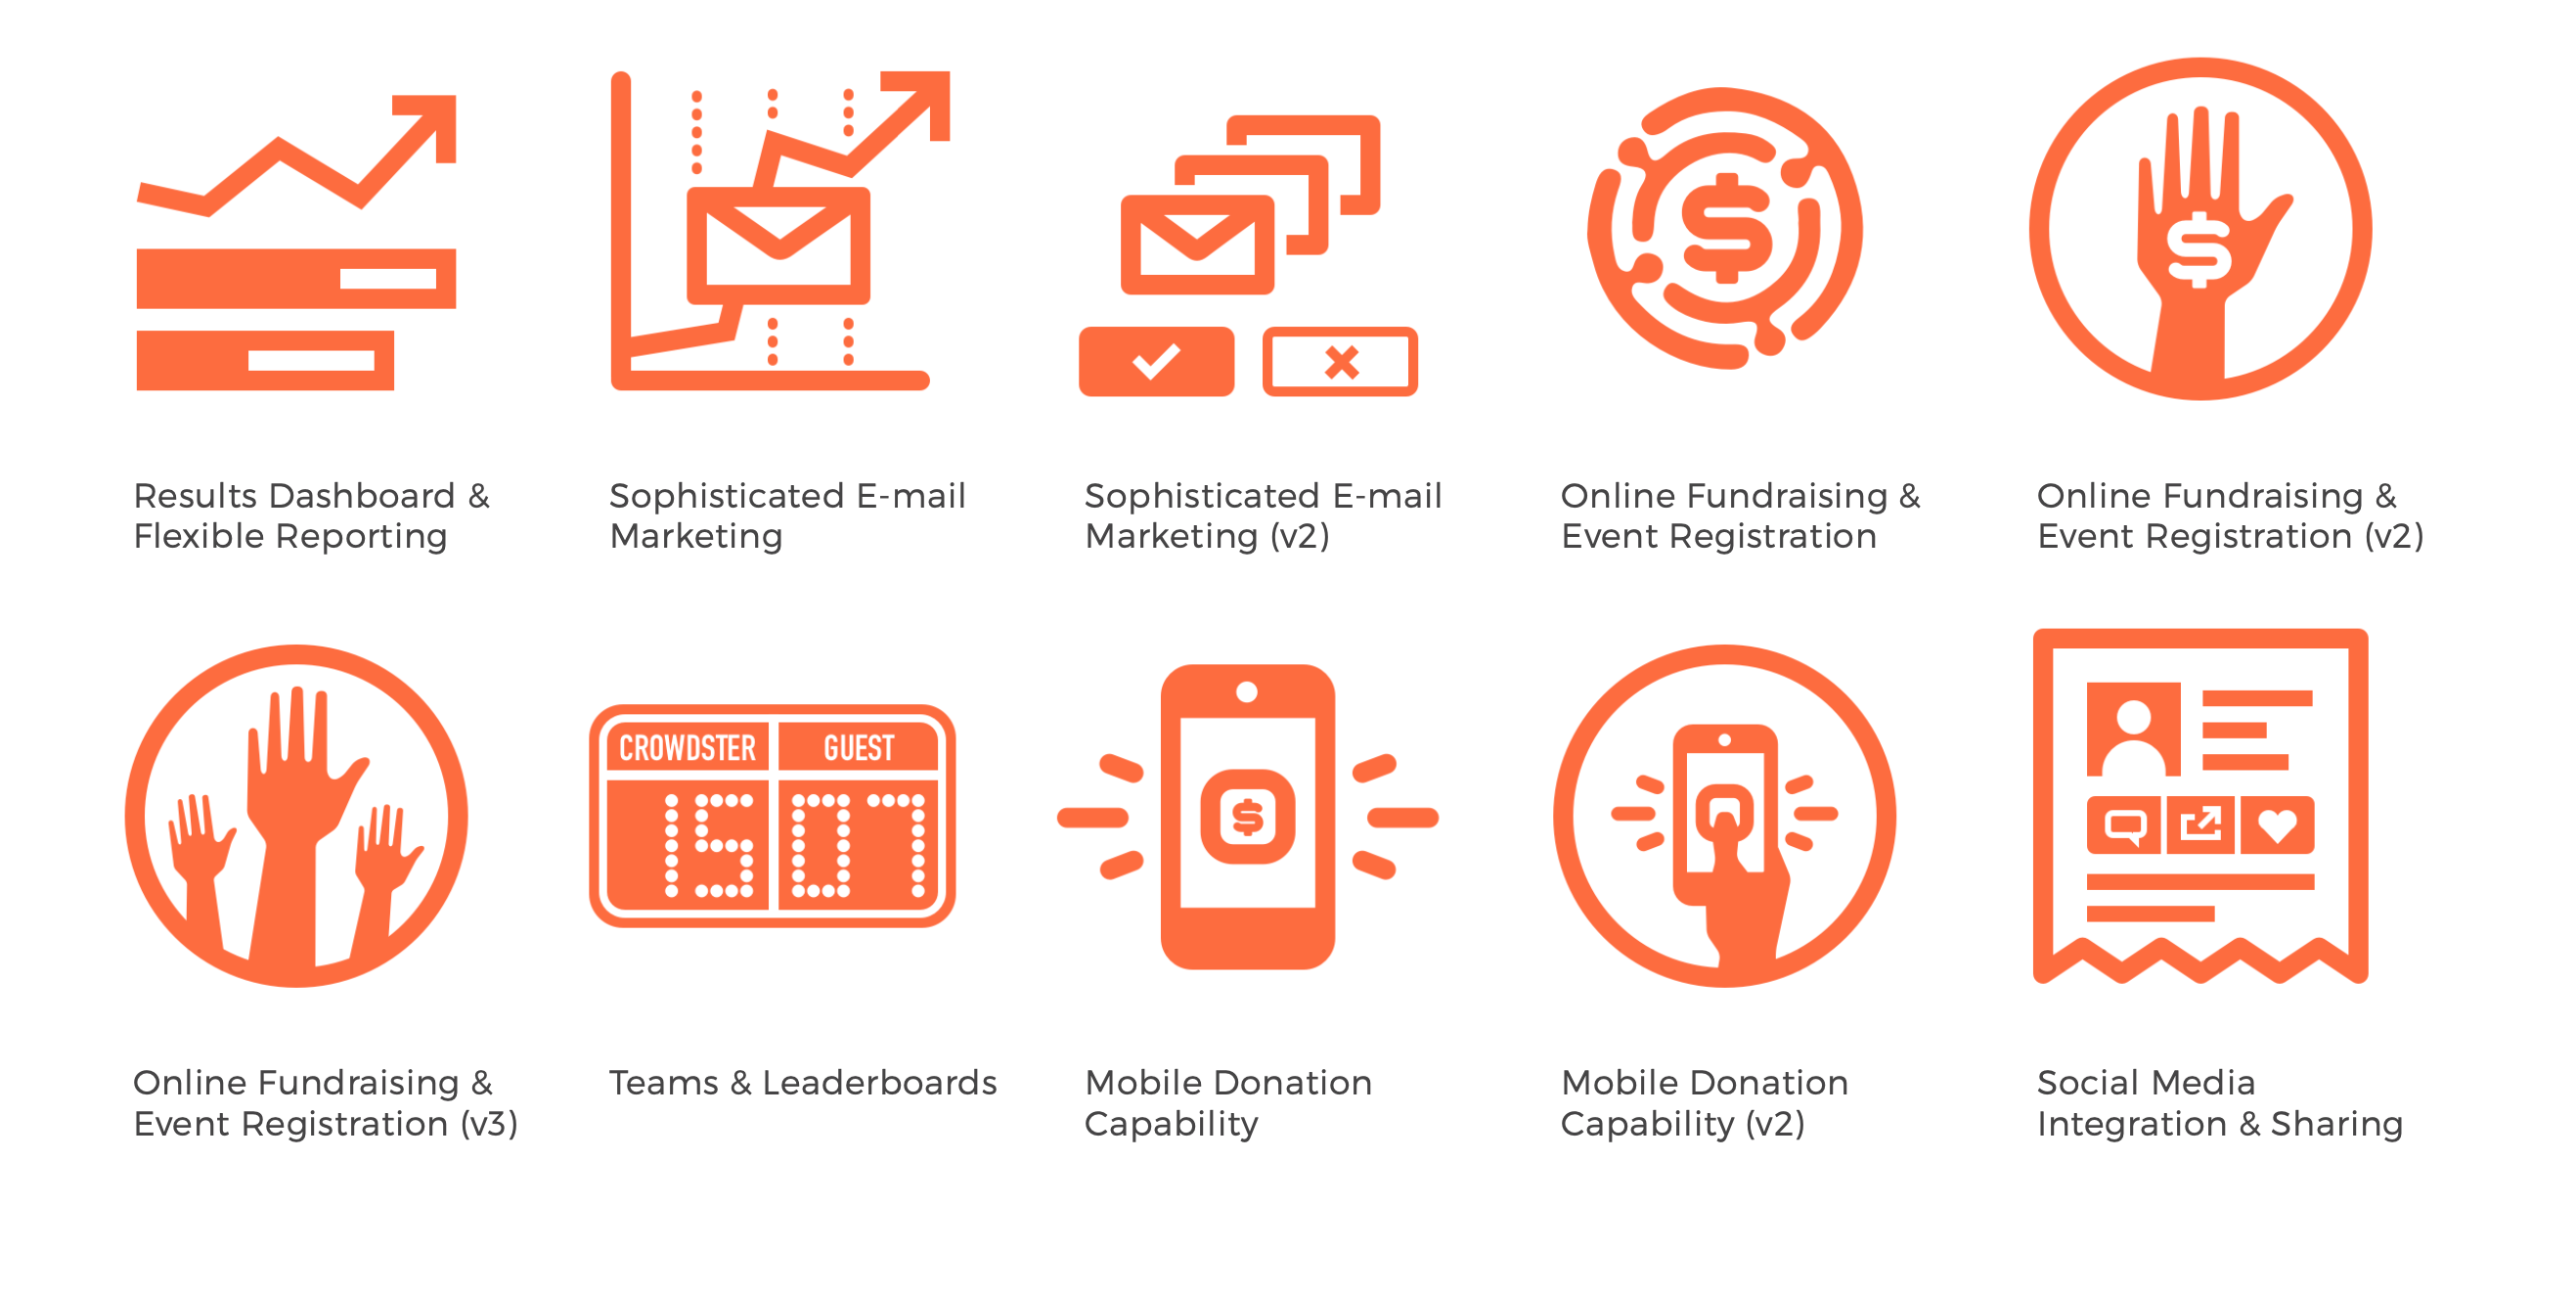 $
$
Results Dashboard &
Flexible Reporting
Sophisticated E-mail
Marketing
Sophisticated E-mail
Marketing (v2)
Online Fundraising &
Event Registration
Online Fundraising &
Event Registration (v2)
CROWDSTER
GUEST
15
07
$
Online Fundraising &
Event Registration (v3)
Teams & Leaderboards
Mobile Donation
Capability
Mobile Donation
Capability (v2)
Social Media
Integration & Sharing